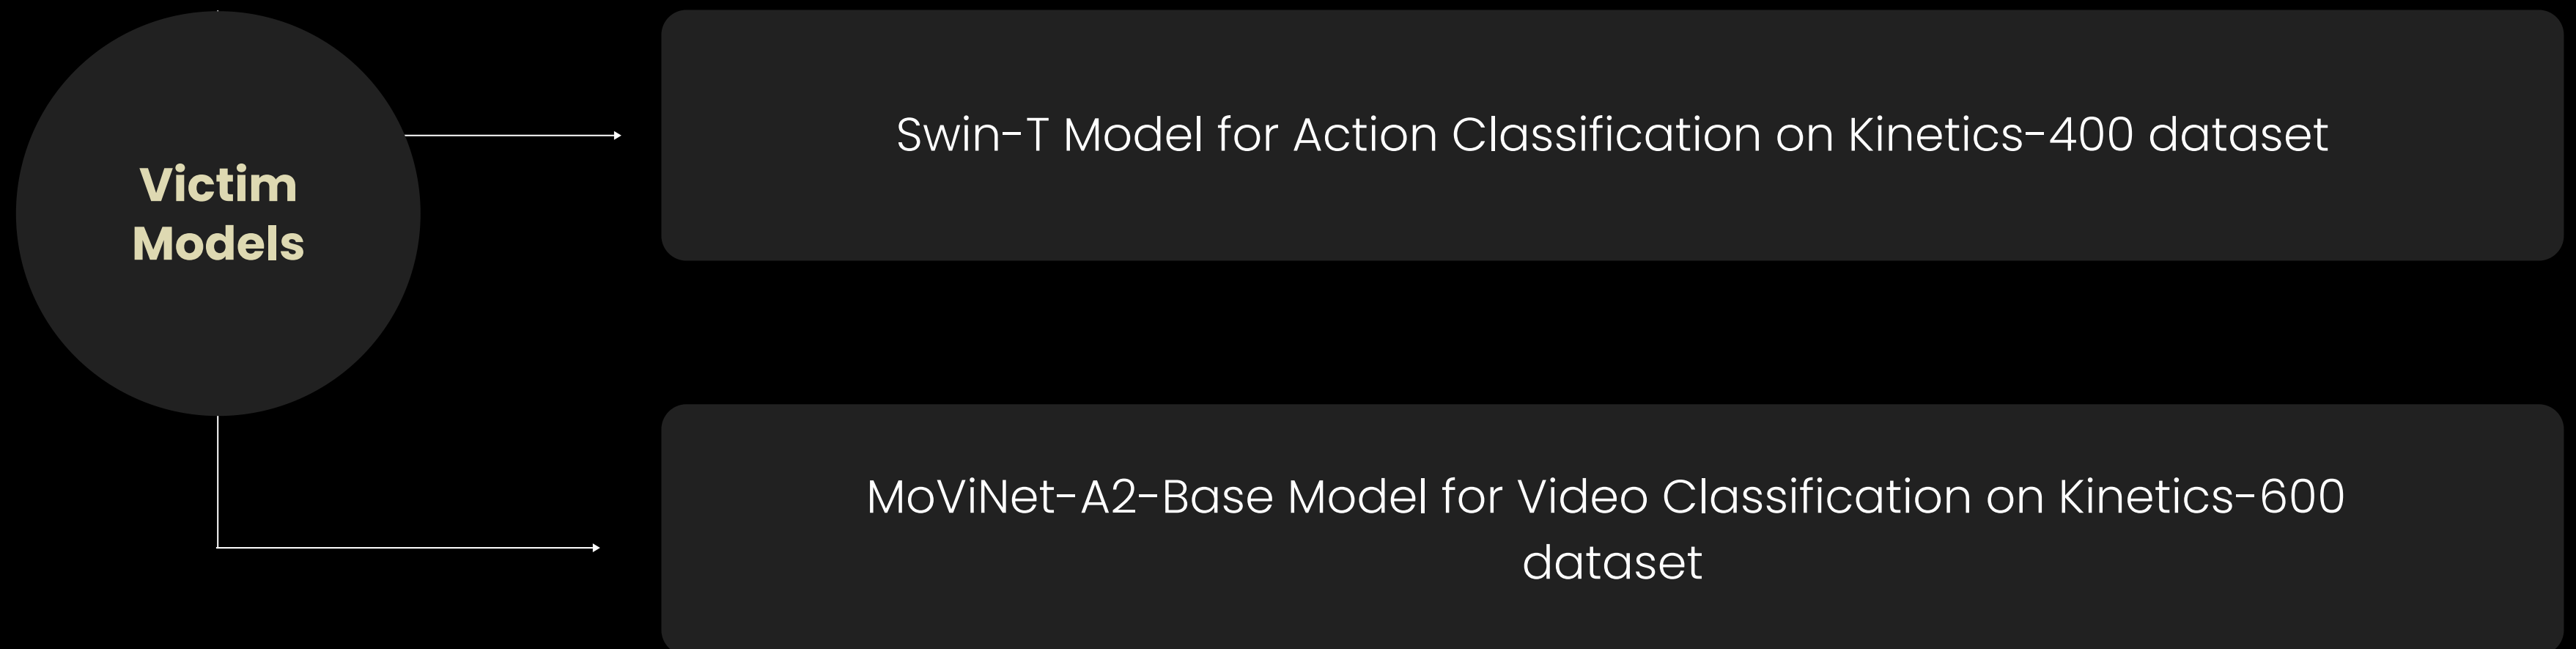 Victim
Models
Swin-T Model for Action Classification on Kinetics-400 dataset
MoViNet-A2-Base Model for Video Classification on Kinetics-600
dataset